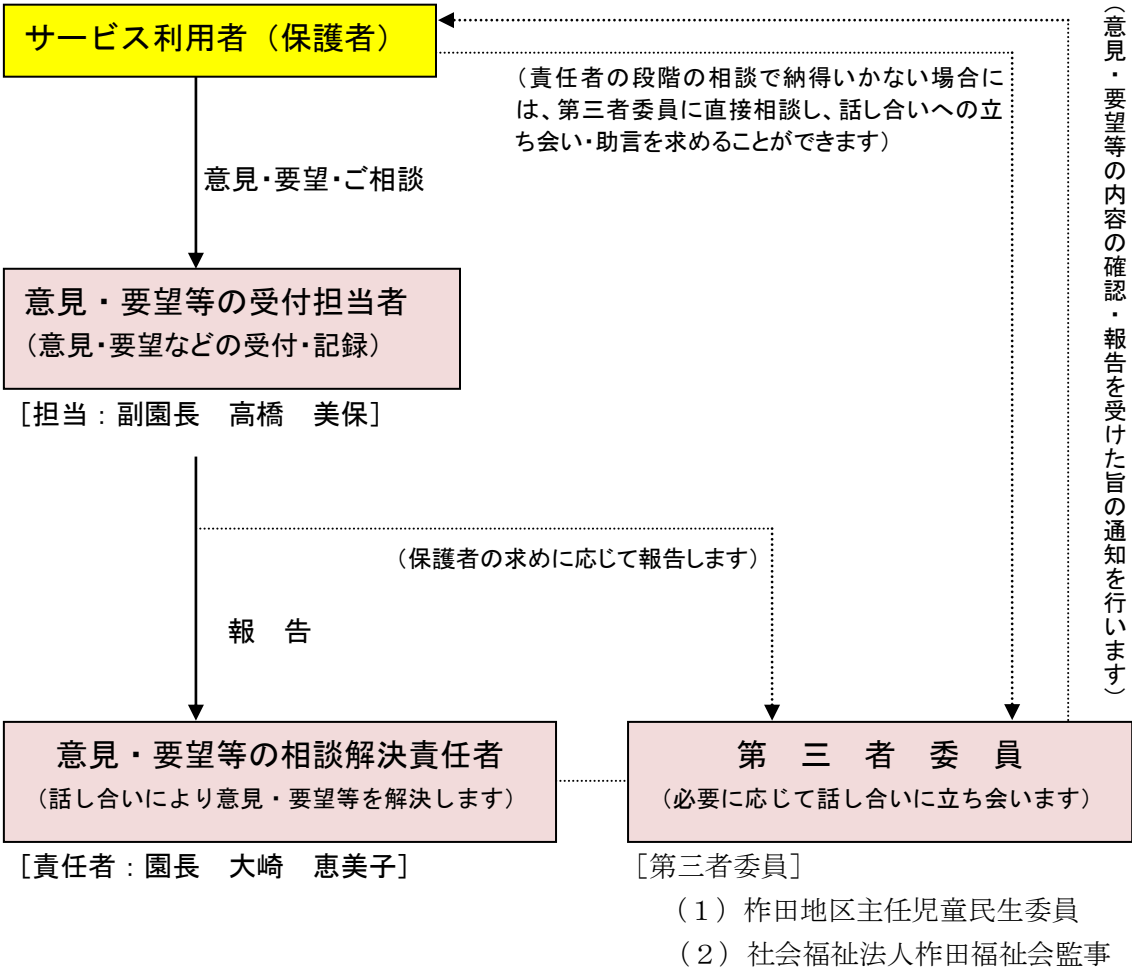 サービス利用者（保護者）
（責任者の段階の相談で納得いかない場合に
は、第三者委員に直接相談し、話し合いへの立
ち会い・助言を求めることができます）
（意見・要望等の内容の確認・報告を受けた旨の通知を行います）
意見・要望・ご相談
意見・要望等の受付担当者
（意見・要望などの受付・記録）
［担当：副園長　高橋　美保］
（保護者の求めに応じて報告します）
報　告
意見・要望等の相談解決責任者
（話し合いにより意見・要望等を解決します）
［責任者：園長　大崎　恵美子］
第　三　者　委　員
（必要に応じて話し合いに立ち会います）
［第三者委員］
（１）柞田地区主任児童民生委員
（２）社会福祉法人柞田福祉会監事